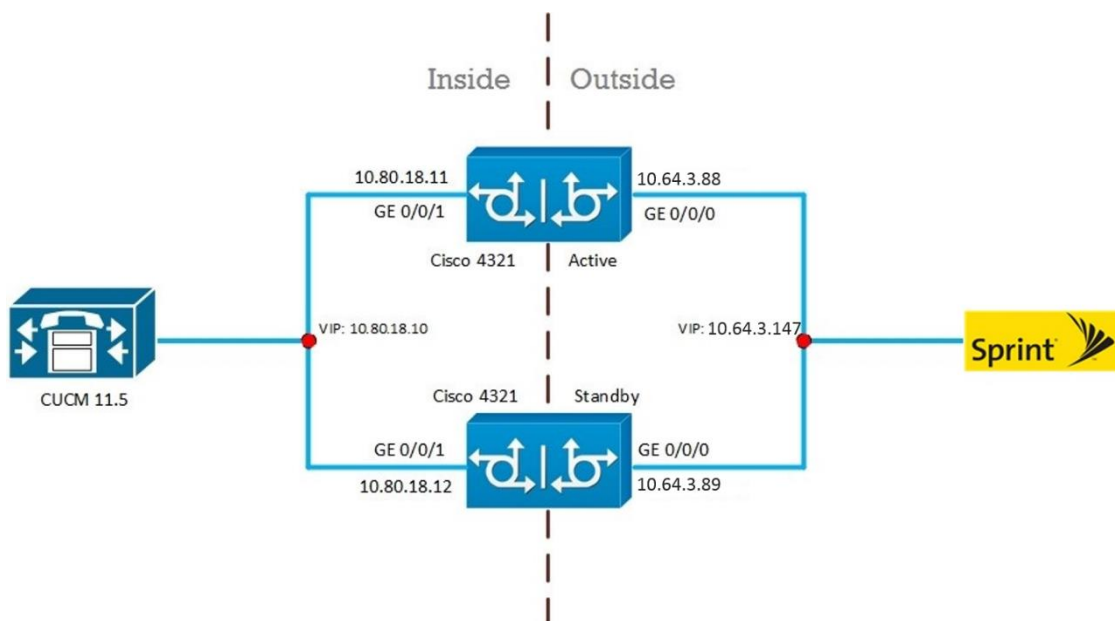 Inside
Outside
10.80.18.11
10.64.3.88
GE 0/0/1
GE 0/0/0
Cisco 4321
Active
VIP: 10.80.18.10
VIP: 10.64.3.147
Sprint
CUCM 11.5
Cisco 4321
Standby
GE 0/0/1
GE 0/0/0
10.80.18.12
10.64.3.89